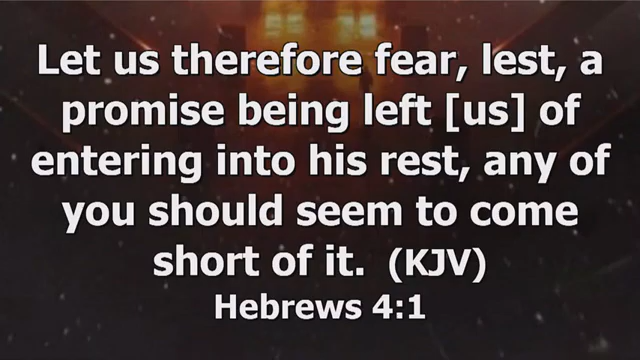 Let us therefore fear, lest, a
promise being left [us] of
entering into his rest, any of
you should seem to come
short of it.  (KJV)
Hebrews 4:1